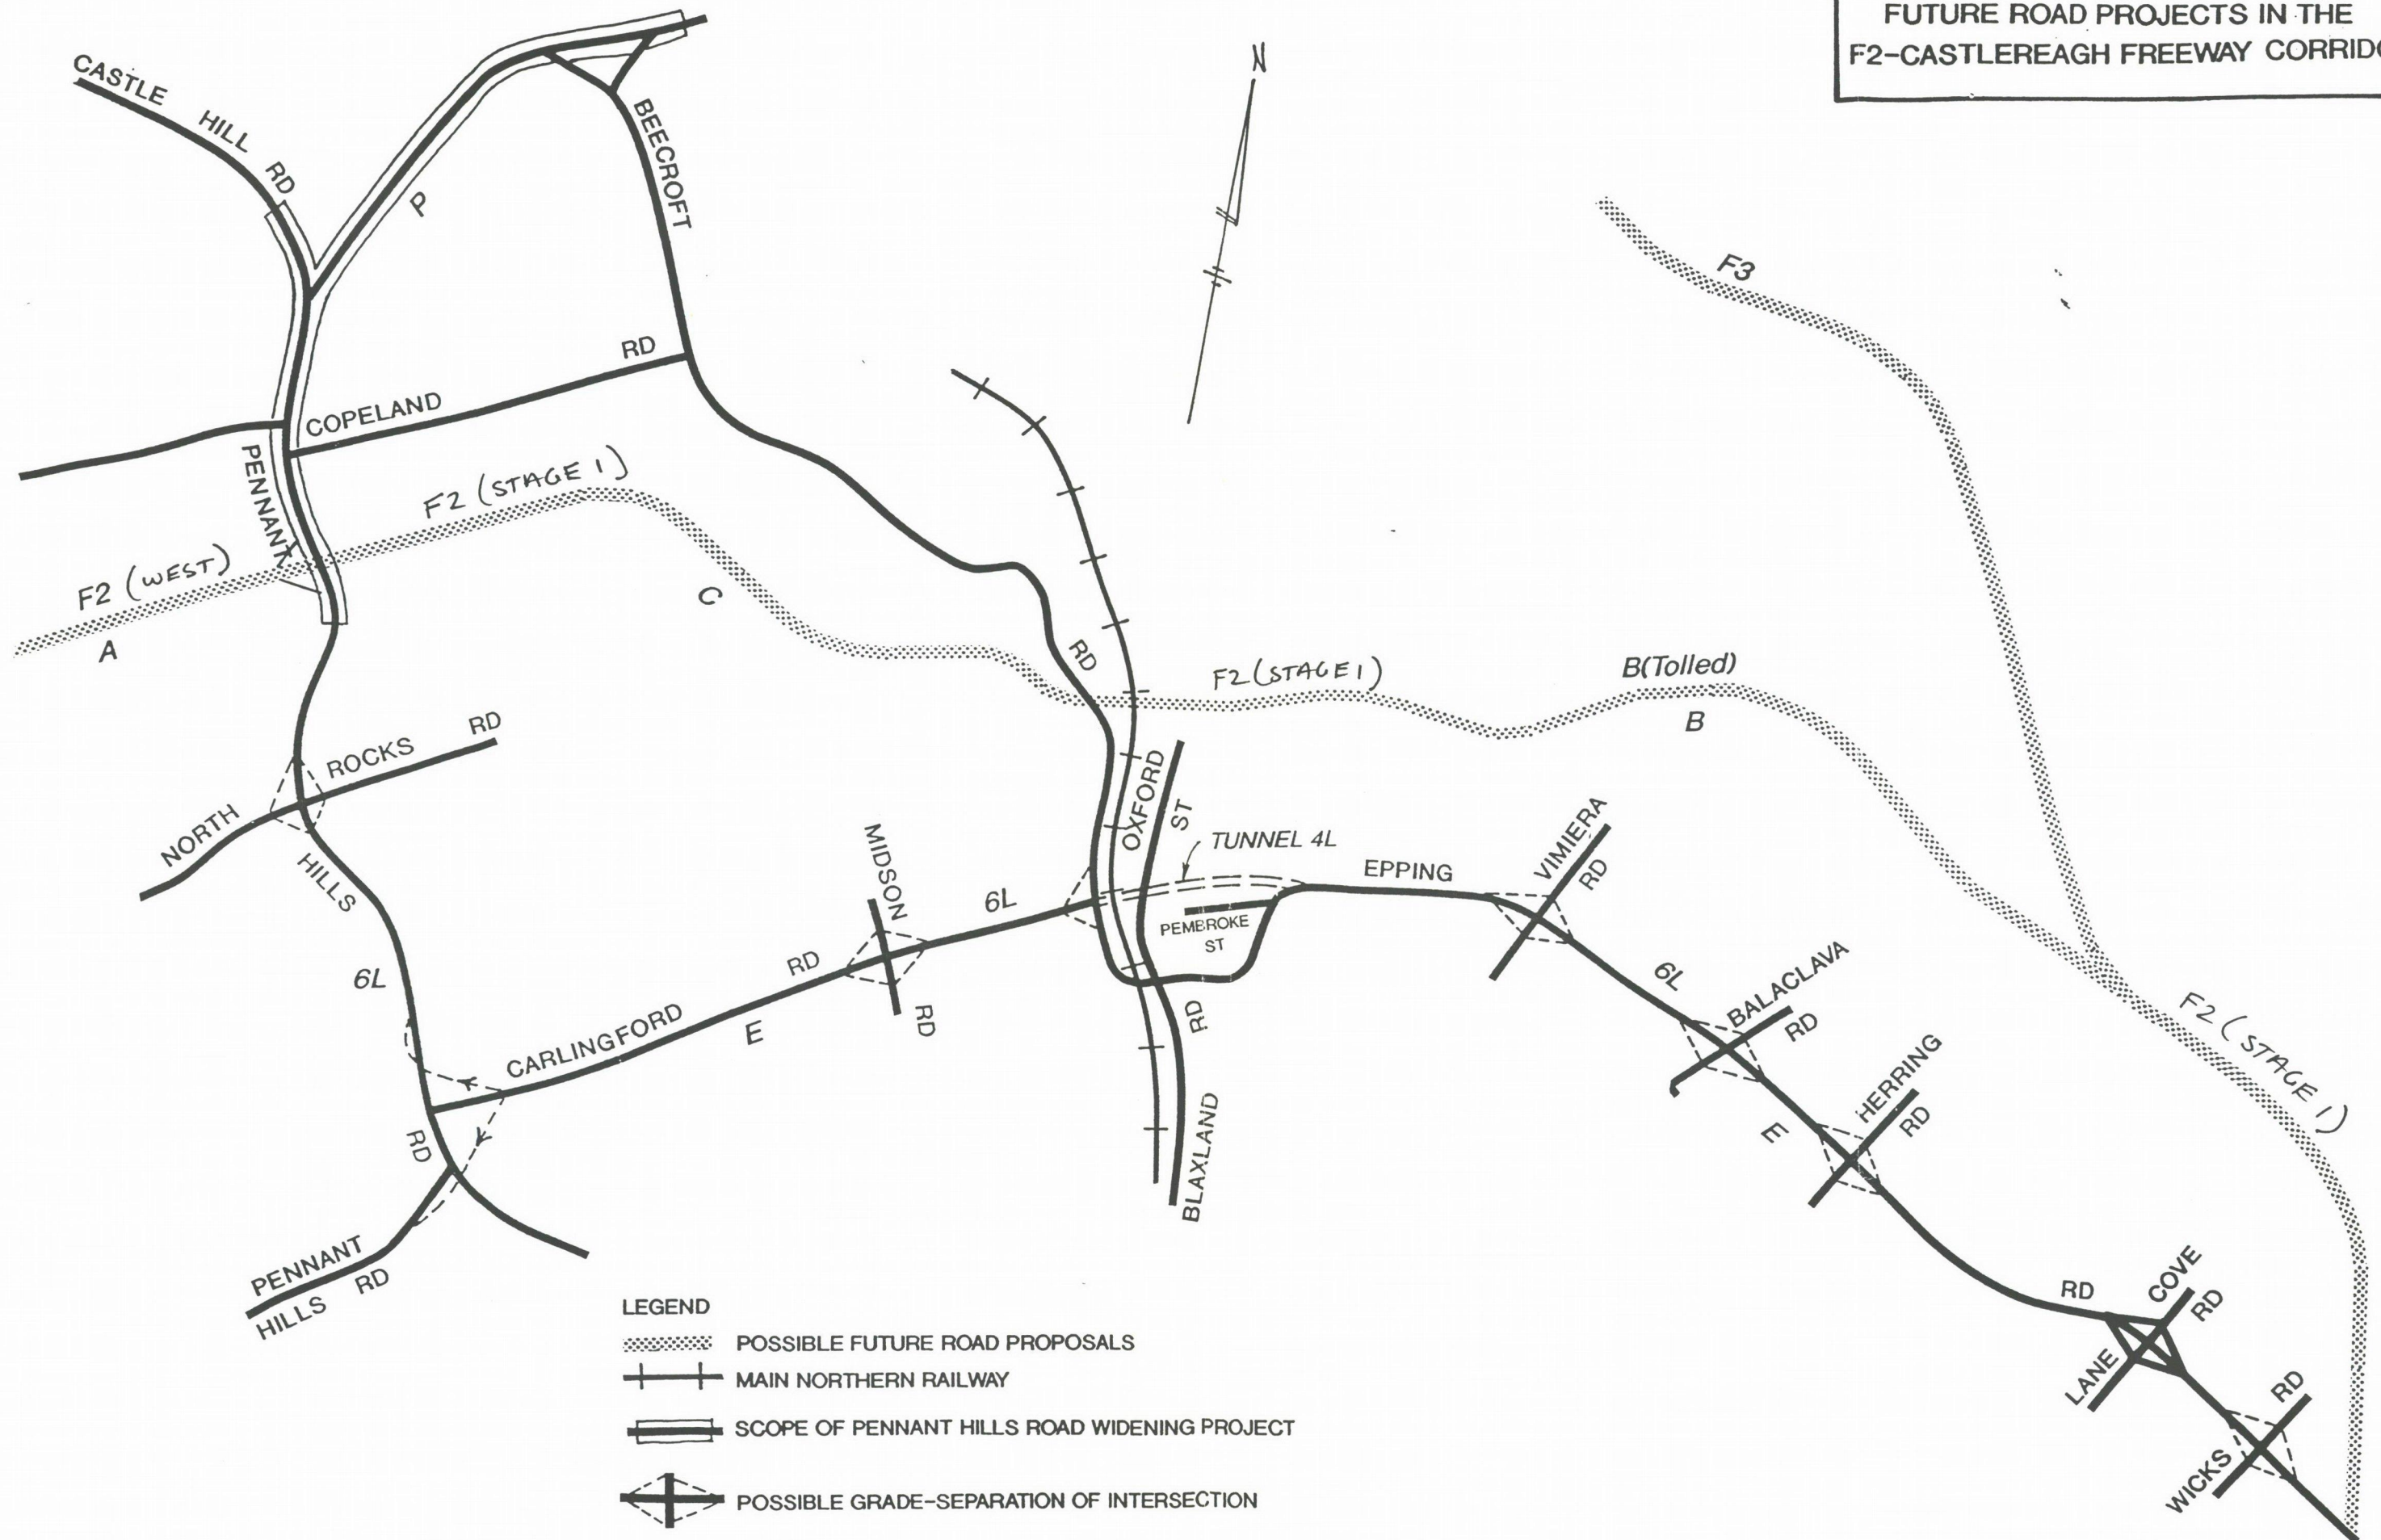 FUTURE ROAD PROJECTS IN THE
F2-CASTLEREAGH FREEWAY
N
CASTLE HILL RD
P
BEECROFT
RD
F3
COPELAND RD
PENNANT
F2 (STAGE 1)
F2 (WEST)
A
C
F2 (STAGE 1)
B(Tolled)
B
NORTH ROCKS RD
HILLS
6L
RD
MIDSON
RD
OXFORD
ST
TUNNEL 4L
6L
EPPING
VIMIERA
RD
PEMBROKE
ST
CARLINGFORD RD
E
RD
BLAXLAND
6L
BALACLAVA
RD
E
HERRING
RD
F2 (STAGE 1)
PENNANT
HILLS RD
RD
LANE COVE
RD
WICKS RD
LEGEND
POSSIBLE FUTURE ROAD PROPOSALS
MAIN NORTHERN RAILWAY
SCOPE OF PENNANT HILLS ROAD WIDENING PROJECT
POSSIBLE GRADE-SEPARATION OF INTERSECTION